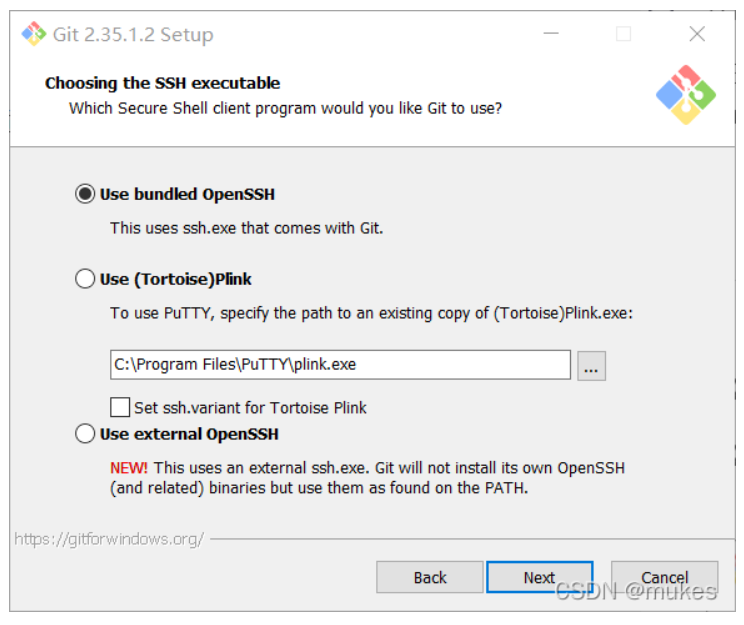 Git 2.35.1.2 Setup
Choosing the SSH executable
Which Secure Shell client program would you like Git to use?
Use bundled OpenSSH
This uses ssh.exe that comes with Git.
Use (Tortoise)Plink
To use PuTTY, specify the path to an existing copy of (Tortoise)Plink.exe:
C:\Program Files\PuTTY\plink.exe
...
Set ssh.variant for Tortoise Plink
Use external OpenSSH
NEW! This uses an external ssh.exe. Git will not install its own OpenSSH
(and related) binaries but use them as found on the PATH.
https://gitforwindows.org/
Back
Next
Cancel
CSDN @mukes